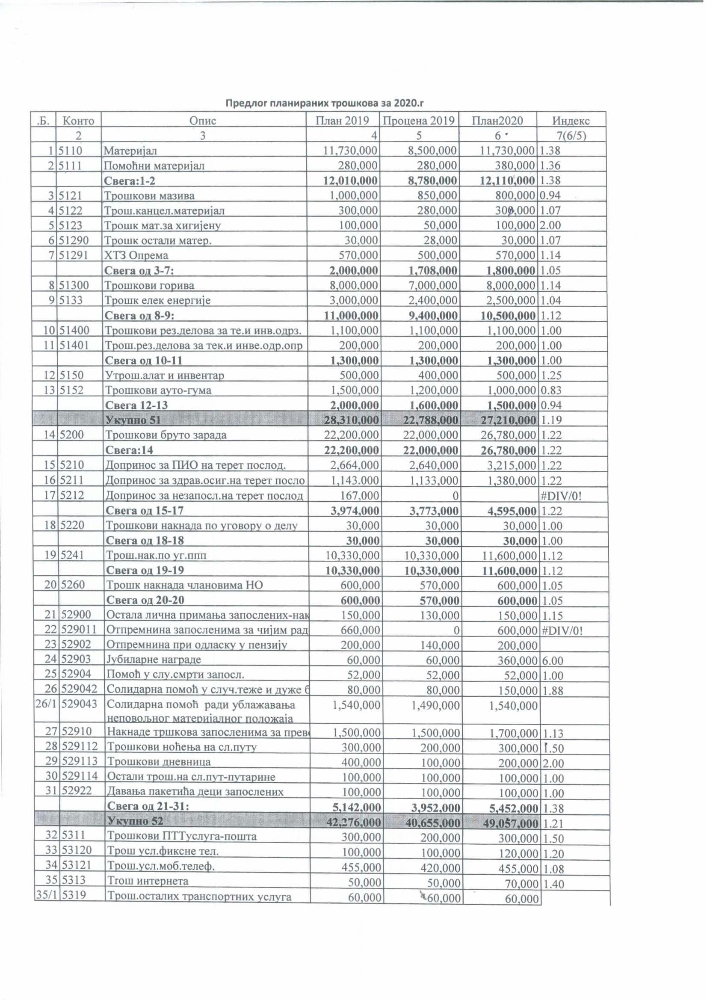 Предлог планираних трошкова за 2020.г
.Б. Конто Опис План 2019 Процена 2019 План2020 Индекс
2 3 4 5 6 7(6/5)
1 5110 Материјал 11,730,000 8,500,000 11,730,000 1.38
2 5111 Помоћни материјал 280,000 280,000 380,000 1.36
Свега:1-2 12,010,000 8,780,000 12,110,000 1.38
3 5121 Трошкови мазива 1,000,000 850,000 800,000 0.94
4 5122 Трош.канцел.материјал 300,000 280,000 300,000 1.07
5 5123 Трошк мат.за хигијену 100,000 50,000 100,000 2.00
6 51290 Трошк остали матер. 30,000 28,000 30,000 1.07
7 51291 ХТЗ Опрема 570,000 500,000 570,000 1.14
Свега од 3-7: 2,000,000 1,708,000 1,800,000 1.05
8 51300 Трошкови горива 8,000,000 7,000,000 8,000,000 1.14
9 5133 Трошк елек енергије 3,000,000 2,400,000 2,500,000 1.04
Свега од 8-9: 11,000,000 9,400,000 10,500,000 1.12
10 51400 Трошкови рез.делова за те.и инв.одрз. 1,100,000 1,100,000 1,100,000 1.00
11 51401 Трош.рез.делова за тек.и инве.одр.опр 200,000 200,000 200,000 1.00
Свега од 10-11 1,300,000 1,300,000 1,300,000 1.00
12 5150 Утрош.алат и инвентар 500,000 400,000 500,000 1.25
13 5152 Трошкови ауто-гума 1,500,000 1,200,000 1,000,000 0.83
Свега 12-13 2,000,000 1,600,000 1,500,000 0.94
Укупно 51 28,310,000 22,788,000 27,210,000 1.19
14 5200 Трошкови бруто зарада 22,200.000 22,000,000 26,780,000 1.22
Свега:14 22,200,000 22,000,000 26,780,000 1.22
15 5210 Допринос за ПИО на терет послод. 2,664,000 2,640,000 3,215,000 1.22
16 5211 Допринос за здрав.осиг.на терет посло 1,143.000 1,133,000 1,380,000 1.22
17 5212 Допринос за незапосл.на терет послод 167,000 0 #DIV/0!
Свега од 15-17 3,974,000 3,773,000 4,595,000 1.22
18 5220 Трошкови накнада по уговору о делу 30,000 30,000 30,000 1.00
Свега од 18-18 30,000 30,000 30,000 1.00
19 5241 Трош.нак.по уг.ппп 10,330,000 10,330,000 11,600,000 1.12
Свега од 19-19 10,330,000 10,330,000 11,600,000 1.12
20 5260 Трошк накнада члановима НО 600,000 570,000 600,000 1.05
Свега од 20-20 600,000 570,000 600,000 1.05
21 52900 Остала лична примања запослених-нак 150,000 130,000 150,000 1.15
22 529011 Отпремнина запосленима за чијим рад 660,000 0 600,000 #DIV/0!
23 52902 Отпремнина при одласку у пензију 200,000 140,000 200,000
24 52903 Јубиларне награде 60,000 60,000 360,000 6.00
25 52904 Помоћ у слу.смрти запосл. 52,000 52,000 52,000 1.00
26 529042 Солидарна помоћ у случ.теже и дуже б 80,000 80,000 150,000 1.88
26/1 529043 Солидарна помоћ ради ублажавања 1,540,000 1,490,000 1,540,000
неповољног материјалног положаја
27 52910 Накнаде тршкова запосленима за прев 1,500,000 1,500,000 1,700,000 1.13
28 529112 Трошкови ноћења на сл.путу 300,000 200,000 300,000 1.50
29 529113 Трошкови дневница 400,000 100,000 200,000 2.00
30 529114 Остали трош.на сл.пут-путарине 100,000 100,000 100,000 1.00
31 52922 Давања пакетића деци запослених 100,000 100,000 100,000 1.00
Свега од 21-31: 5,142,000 3,952,000 5,452,000 1.38
Укупно 52 42,276,000 40,655,000 49,057,000 1.21
32 5311 Трошкови ПТТуслуга-пошта 300,000 200,000 300,000 1.50
33 53120 Трош усл.фиксне тел. 100,000 100,000 120,000 1.20
34 53121 Трош.усл.моб.телеф. 455,000 420,000 455,000 1.08
35 5313 Тrош интернета 50,000 50,000 70,000 1.40
35/1 5319 Трош.осталих транспортних услуга 60,000 60,000 60,000